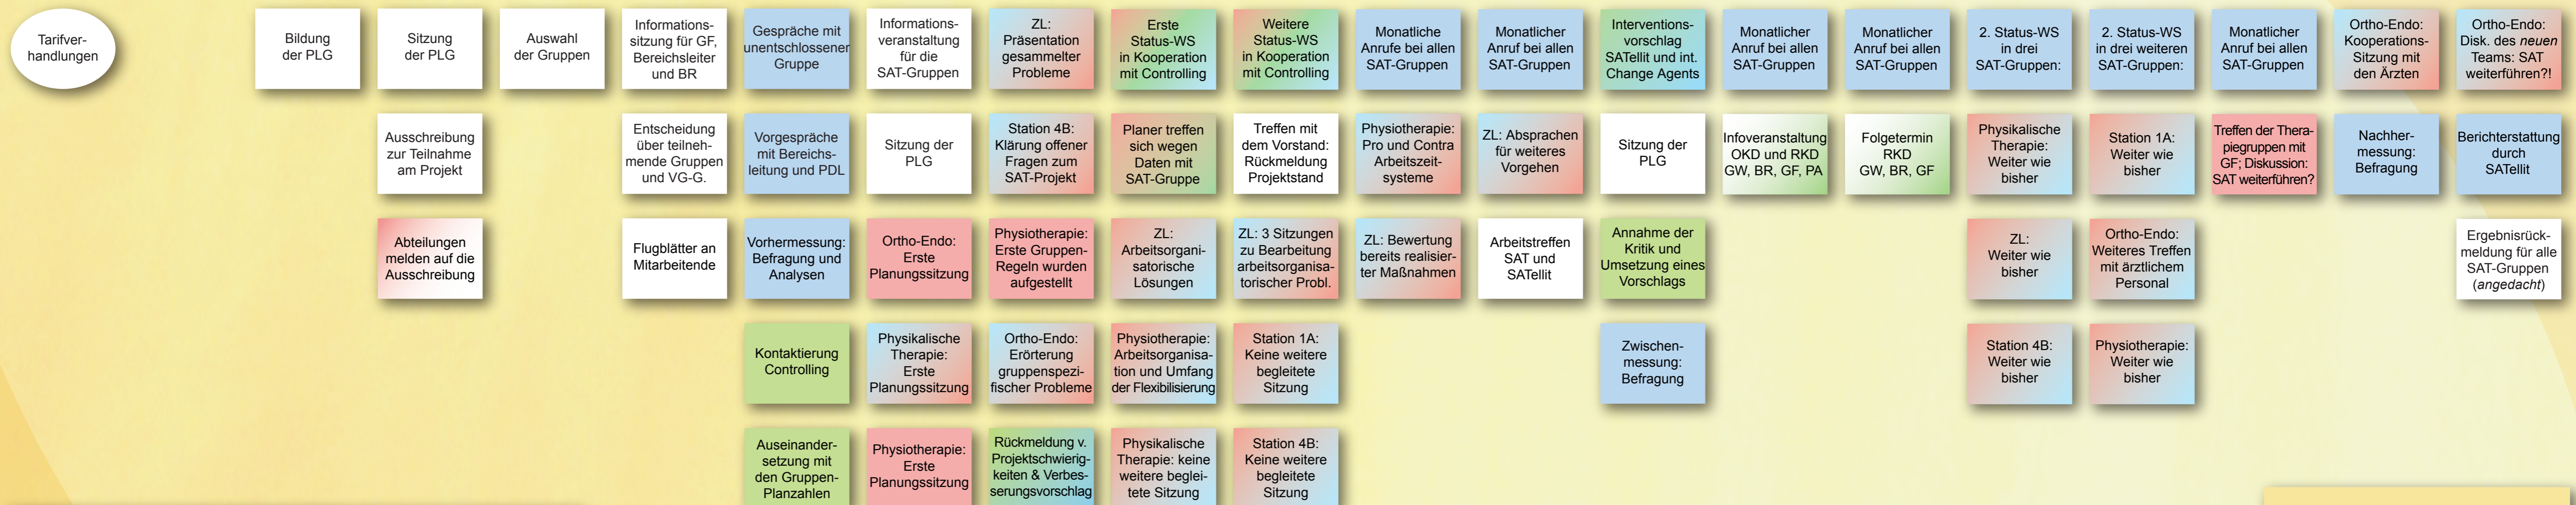 Tarifver-
handlungen
Bildung
der PLG
Sitzung
der PLG
Auswahl
der Gruppen
Informations-
sitzung für GF,
Bereichsleiter
und BR
Gespräche mit
unentschlossener
Gruppe
Informations-
veranstaltung
für die
SAT-Gruppen
ZL:
Präsentation
gesammelter
Probleme
Erste
Status-WS
in Kooperation
mit Controlling
Weitere
Status-WS
in Kooperation
mit Controlling
Monatliche
Anrufe bei allen
SAT-Gruppen
Monatlicher
Anruf bei allen
SAT-Gruppen
Interventions-
vorschlag
SATellit und int.
Change Agents
Monatlicher
Anruf bei allen
SAT-Gruppen
Monatlicher
Anruf bei allen
SAT-Gruppen
2. Status-WS
in drei
SAT-Gruppen:
2. Status-WS
in drei weiteren
SAT-Gruppen:
Monatlicher
Anruf bei allen
SAT-Gruppen
Ortho-Endo:
Kooperations-
Sitzung mit
den Ärzten
Ortho-Endo:
Disk. des neuen
Teams: SAT
weiterführen?!
Ausschreibung
zur Teilnahme
am Projekt
Entscheidung
über teilneh-
mende Gruppen
und VG-G.
Vorgespräche
mit Bereichs-
leitung und PDL
Sitzung der
PLG
Station 4B:
Klärung offener
Fragen zum
SAT-Projekt
Planer treffen
sich wegen
Daten mit
SAT-Gruppe
Treffen mit
dem Vorstand:
Rückmeldung
Projektstand
Physiotherapie:
Pro und Contra
Arbeitszeit-
systeme
ZL: Absprachen
für weiteres
Vorgehen
Sitzung der
PLG
Infoveranstaltung
OKD und RKD
GW, BR, GF, PA
Folgetermin
RKD
GW, BR, GF
Physikalische
Therapie:
Weiter wie
bisher
Station 1A:
Weiter wie
bisher
Treffen der Thera-
piegruppen mit
GF; Diskussion:
SAT weiterführen?
Nachher-
messung:
Befragung
Berichterstattung
durch
SATellit
Abteilungen
melden auf die
Ausschreibung
Flugblätter an
Mitarbeitende
Vorhermessung:
Befragung und
Analysen
Ortho-Endo:
Erste
Planungssitzung
Physiotherapie:
Erste Gruppen-
Regeln wurden
aufgestellt
ZL:
Arbeitsorgani-
satorische
Lösungen
ZL: 3 Sitzungen
zu Bearbeitung
arbeitsorganisa-
torischer Probl.
ZL: Bewertung
bereits realisier-
ter Maßnahmen
Arbeitstreffen
SAT und
SATellit
Annahme der
Kritik und
Umsetzung eines
Vorschlags
ZL:
Weiter wie
bisher
Ortho-Endo:
Weiteres Treffen
mit ärztlichem
Personal
Ergebnisrück-
meldung für alle
SAT-Gruppen
(angedacht)
Kontaktierung
Controlling
Physikalische
Therapie:
Erste
Planungssitzung
Ortho-Endo:
Erörterung
gruppenspezi-
fischer Probleme
Physiotherapie:
Arbeitsorganisa-
tion und Umfang
der Flexibilisierung
Station 1A:
Keine weitere
begleitete
Sitzung
Zwischen-
messung:
Befragung
Station 4B:
Weiter wie
bisher
Physiotherapie:
Weiter wie
bisher
Auseinander-
setzung mit
den Gruppen-
Planzahlen
Physiotherapie:
Erste
Planungssitzung
Rückmeldung v.
Projektschwierig-
keiten & Verbes-
serungsvorschlag
Physikalische
Therapie: keine
weitere beglei-
tete Sitzung
Station 4B:
Keine weitere
begleitete
Sitzung